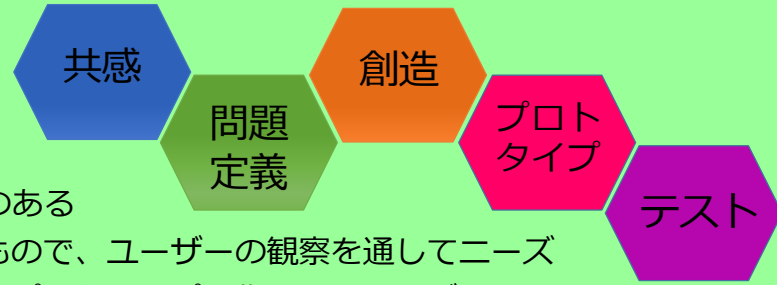 共感
創造
問題
定義
プロト
タイプ
テスト
のある
もので、ユーザーの観察を通してニーズ